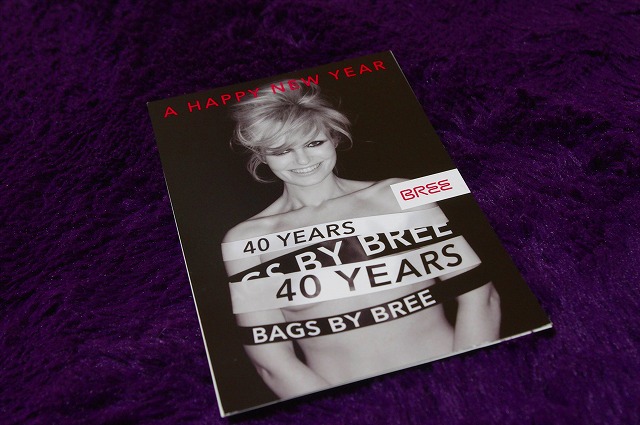 A HAPPY NEW YEAR
BREE
40 YEARS
GS BY BREE
40 YEARS
BAGS BY BREE